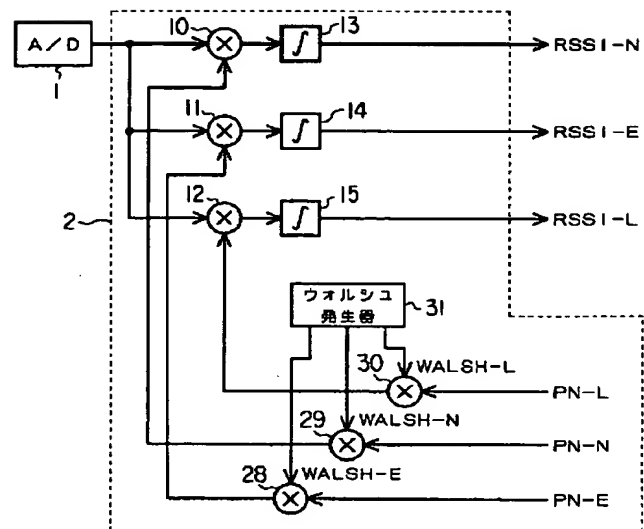 A/D
1
10
13
RSSI-N
11
14
RSSI-E
12
15
RSSI-L
2
ウォルシュ
発生器
31
WALSH-L
30
PN-L
WALSH-N
29
PN-N
WALSH-E
28
PN-E